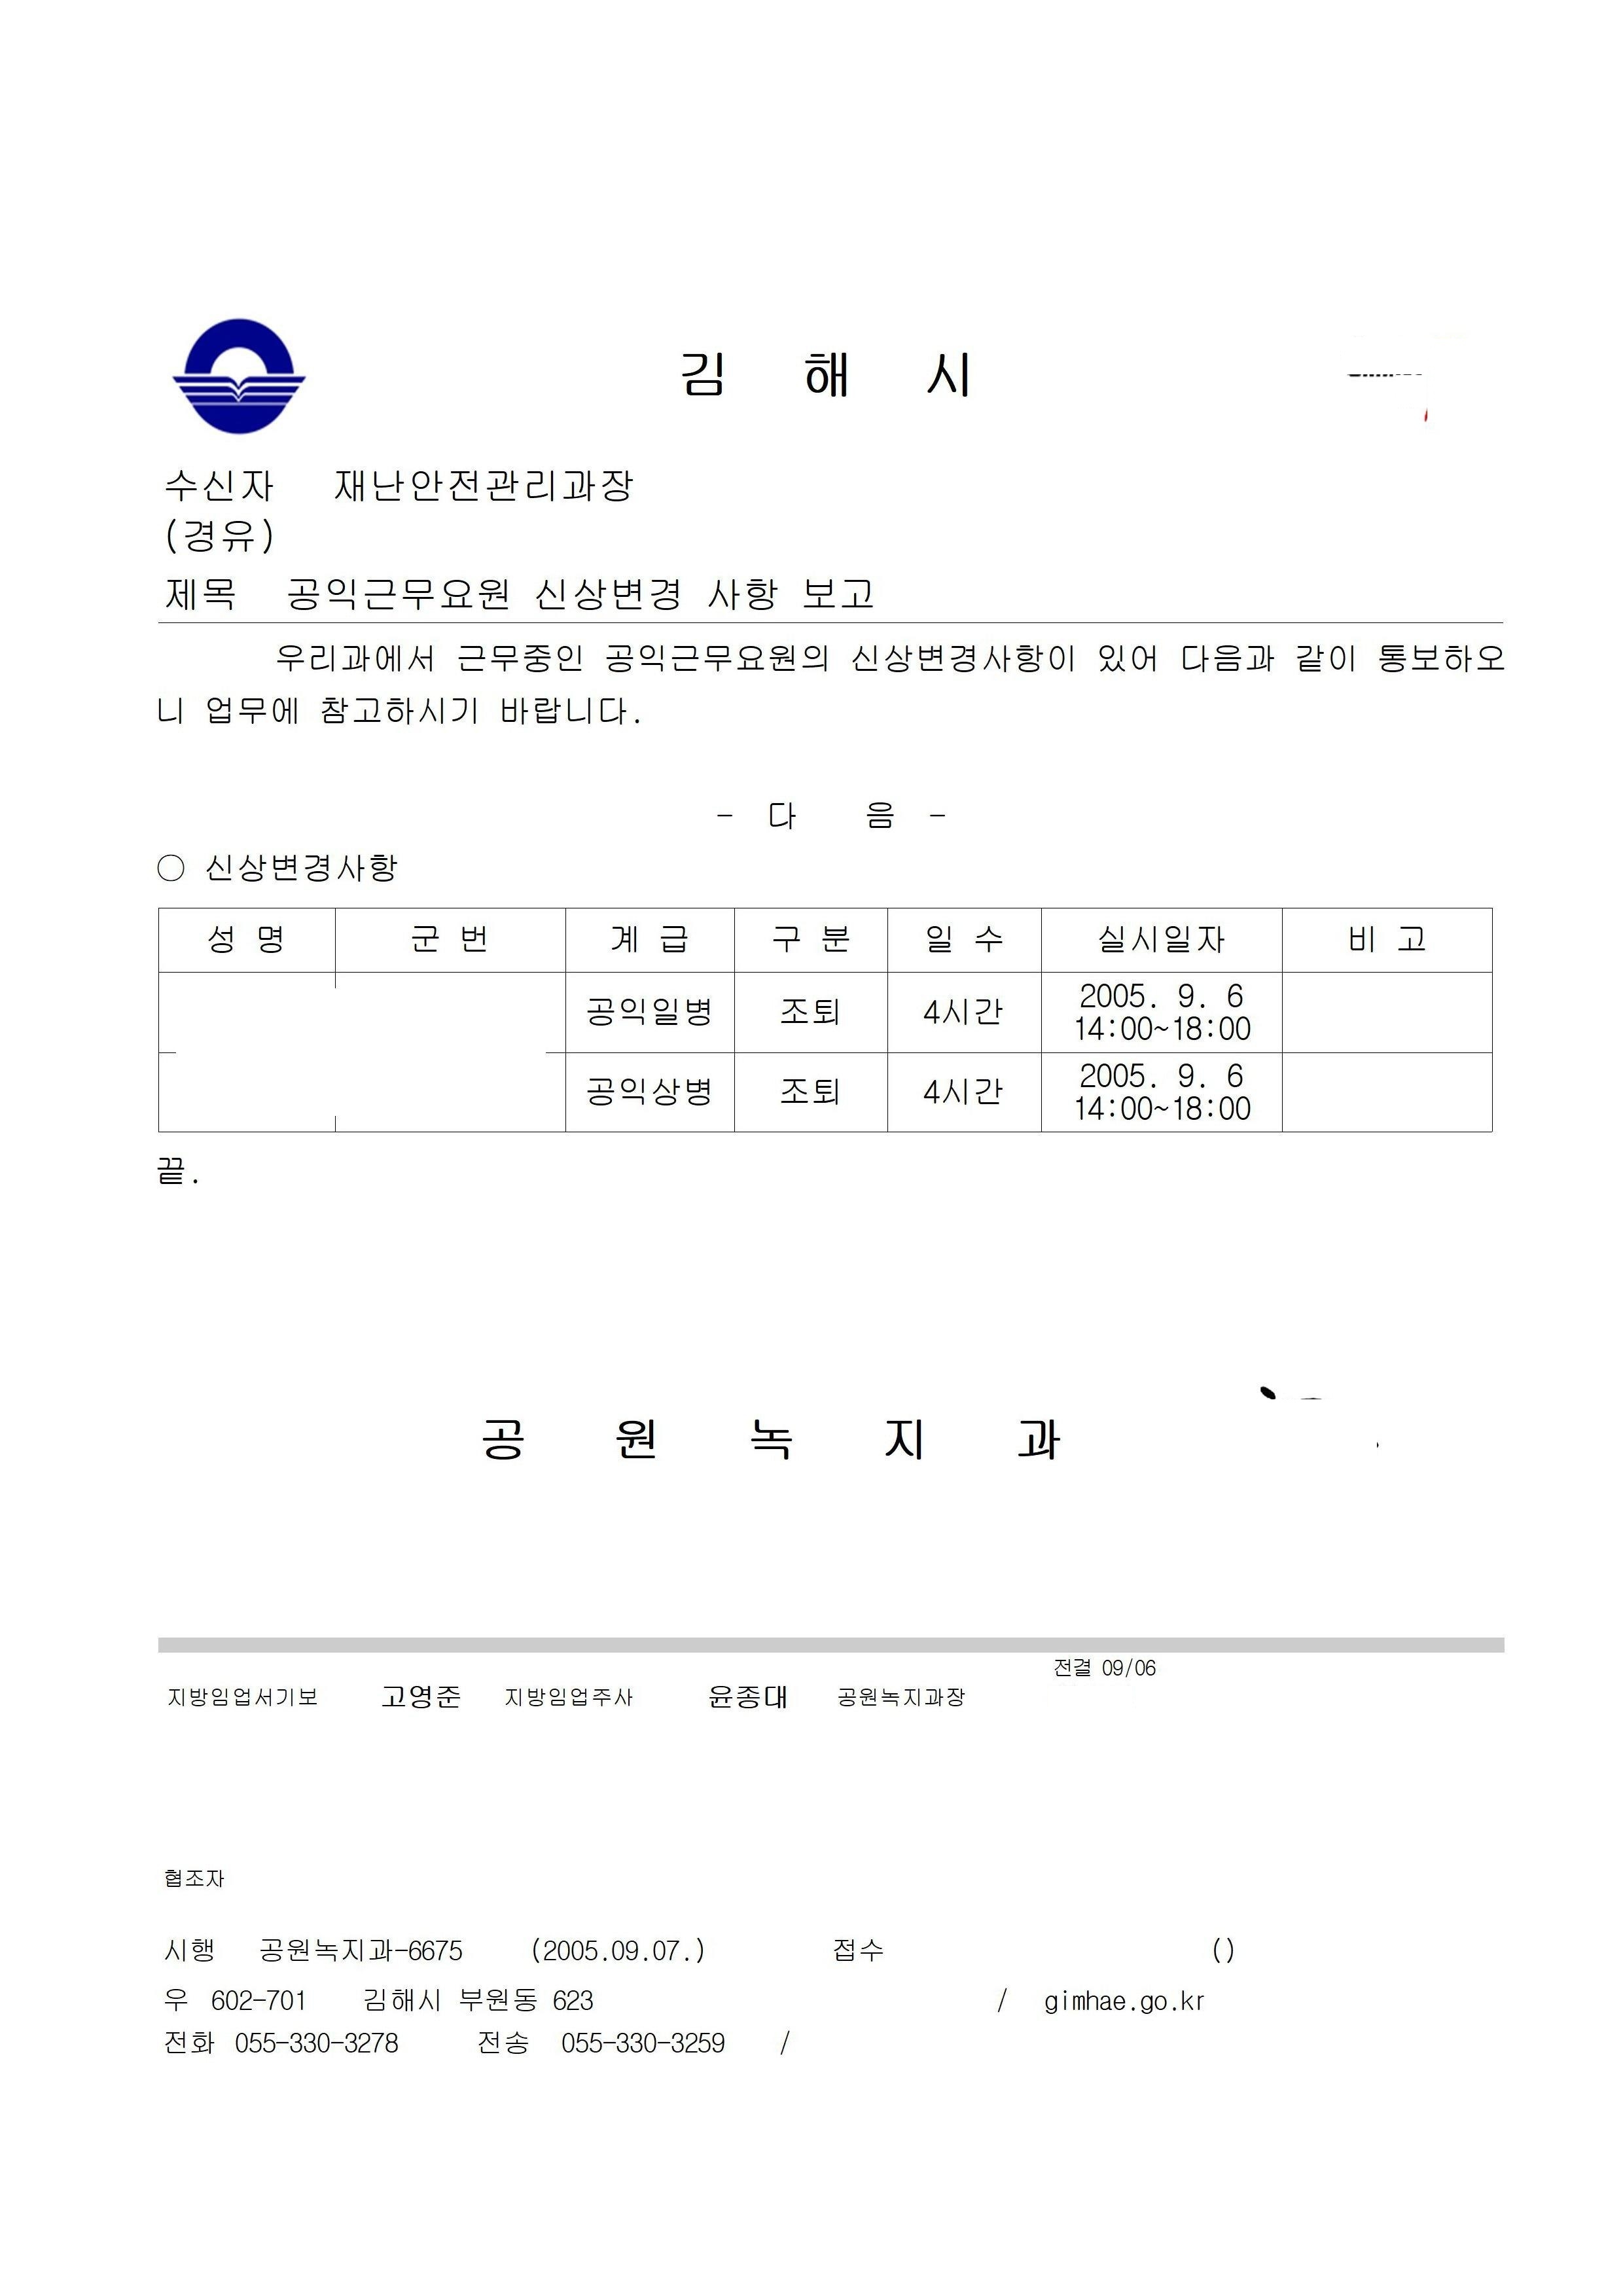 김 해 시
수신자 재난안전관리과장
(경유)
제목 공익근무요원 신상변경 사항 보고
우리과에서 근무중인 공익근무요원의 신상변경사항이 있어 다음과 같이 통보하오
니 업무에 참고하시기 바랍니다.
- 다 음 -
○ 신상변경사항
성 명 군 번 계 급 구 분 일 수 실시일자 비 고
공익일병 조퇴 4시간 2005. 9. 6
14:00~18:00
공익상병 조퇴 4시간 2005. 9. 6
14:00~18:00
끝.
공 원 녹 지 과
전결 09/06
지방임업서기보 고영준 지방임업주사 윤종대 공원녹지과장
협조자
시행 공원녹지과-6675 (2005.09.07.) 접수 ()
우 602-701 김해시 부원동 623 / gimhae.go.kr
전화 055-330-3278 전송 055-330-3259 /